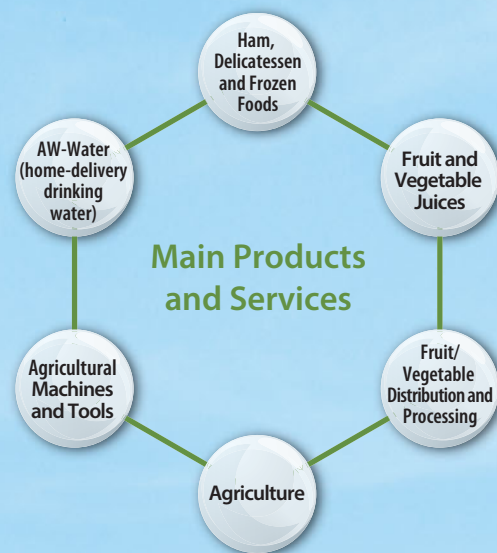 Ham,
Delicatessen
and Frozen
Foods
AW-Water
(home-delivery
drinking
water)
Fruit and
Vegetable
Juices
Main Products
and Services
Agricultural
Machines
and Tools
Fruit/
Vegetable
Distribution and
Processing
Agriculture